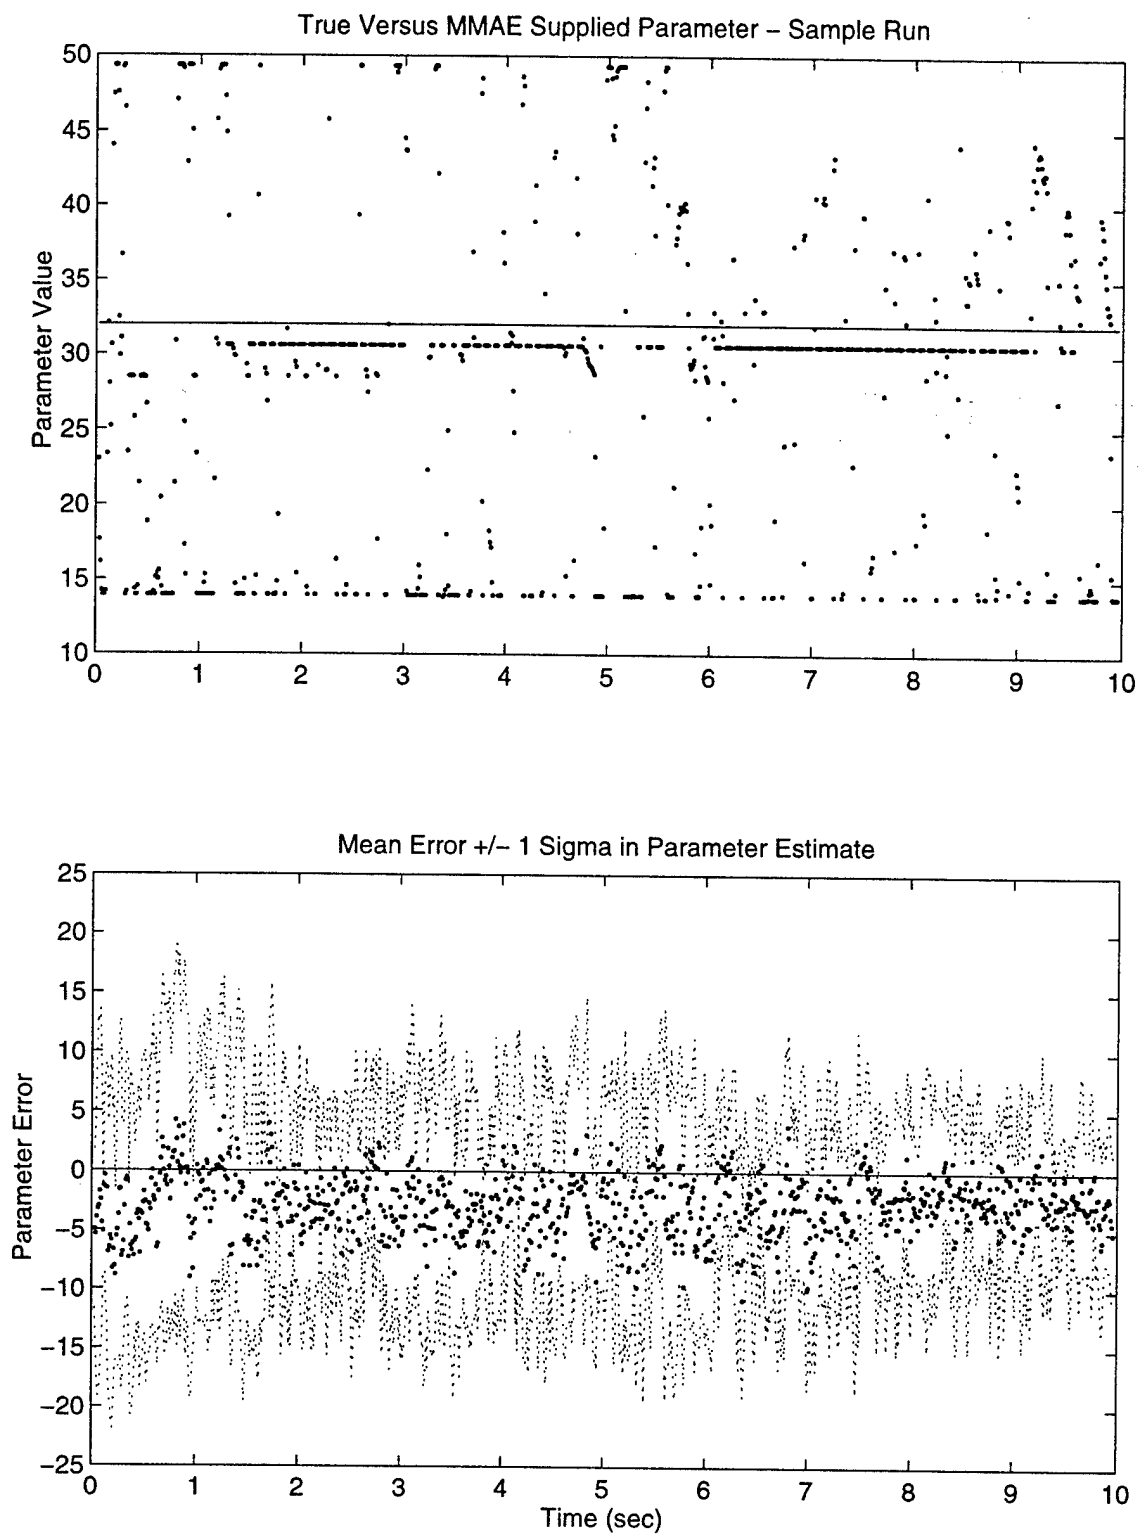 True Versus MMAE Supplied Parameter – Sample Run
50
45
40
35
30
25
20
15
10
Parameter Value
0 1 2 3 4 5 6 7 8 9 10
Mean Error +/– 1 Sigma in Parameter Estimate
25
20
15
10
5
0
−5
−10
−15
−20
−25
Parameter Error
0 1 2 3 4 5 6 7 8 9 10
Time (sec)